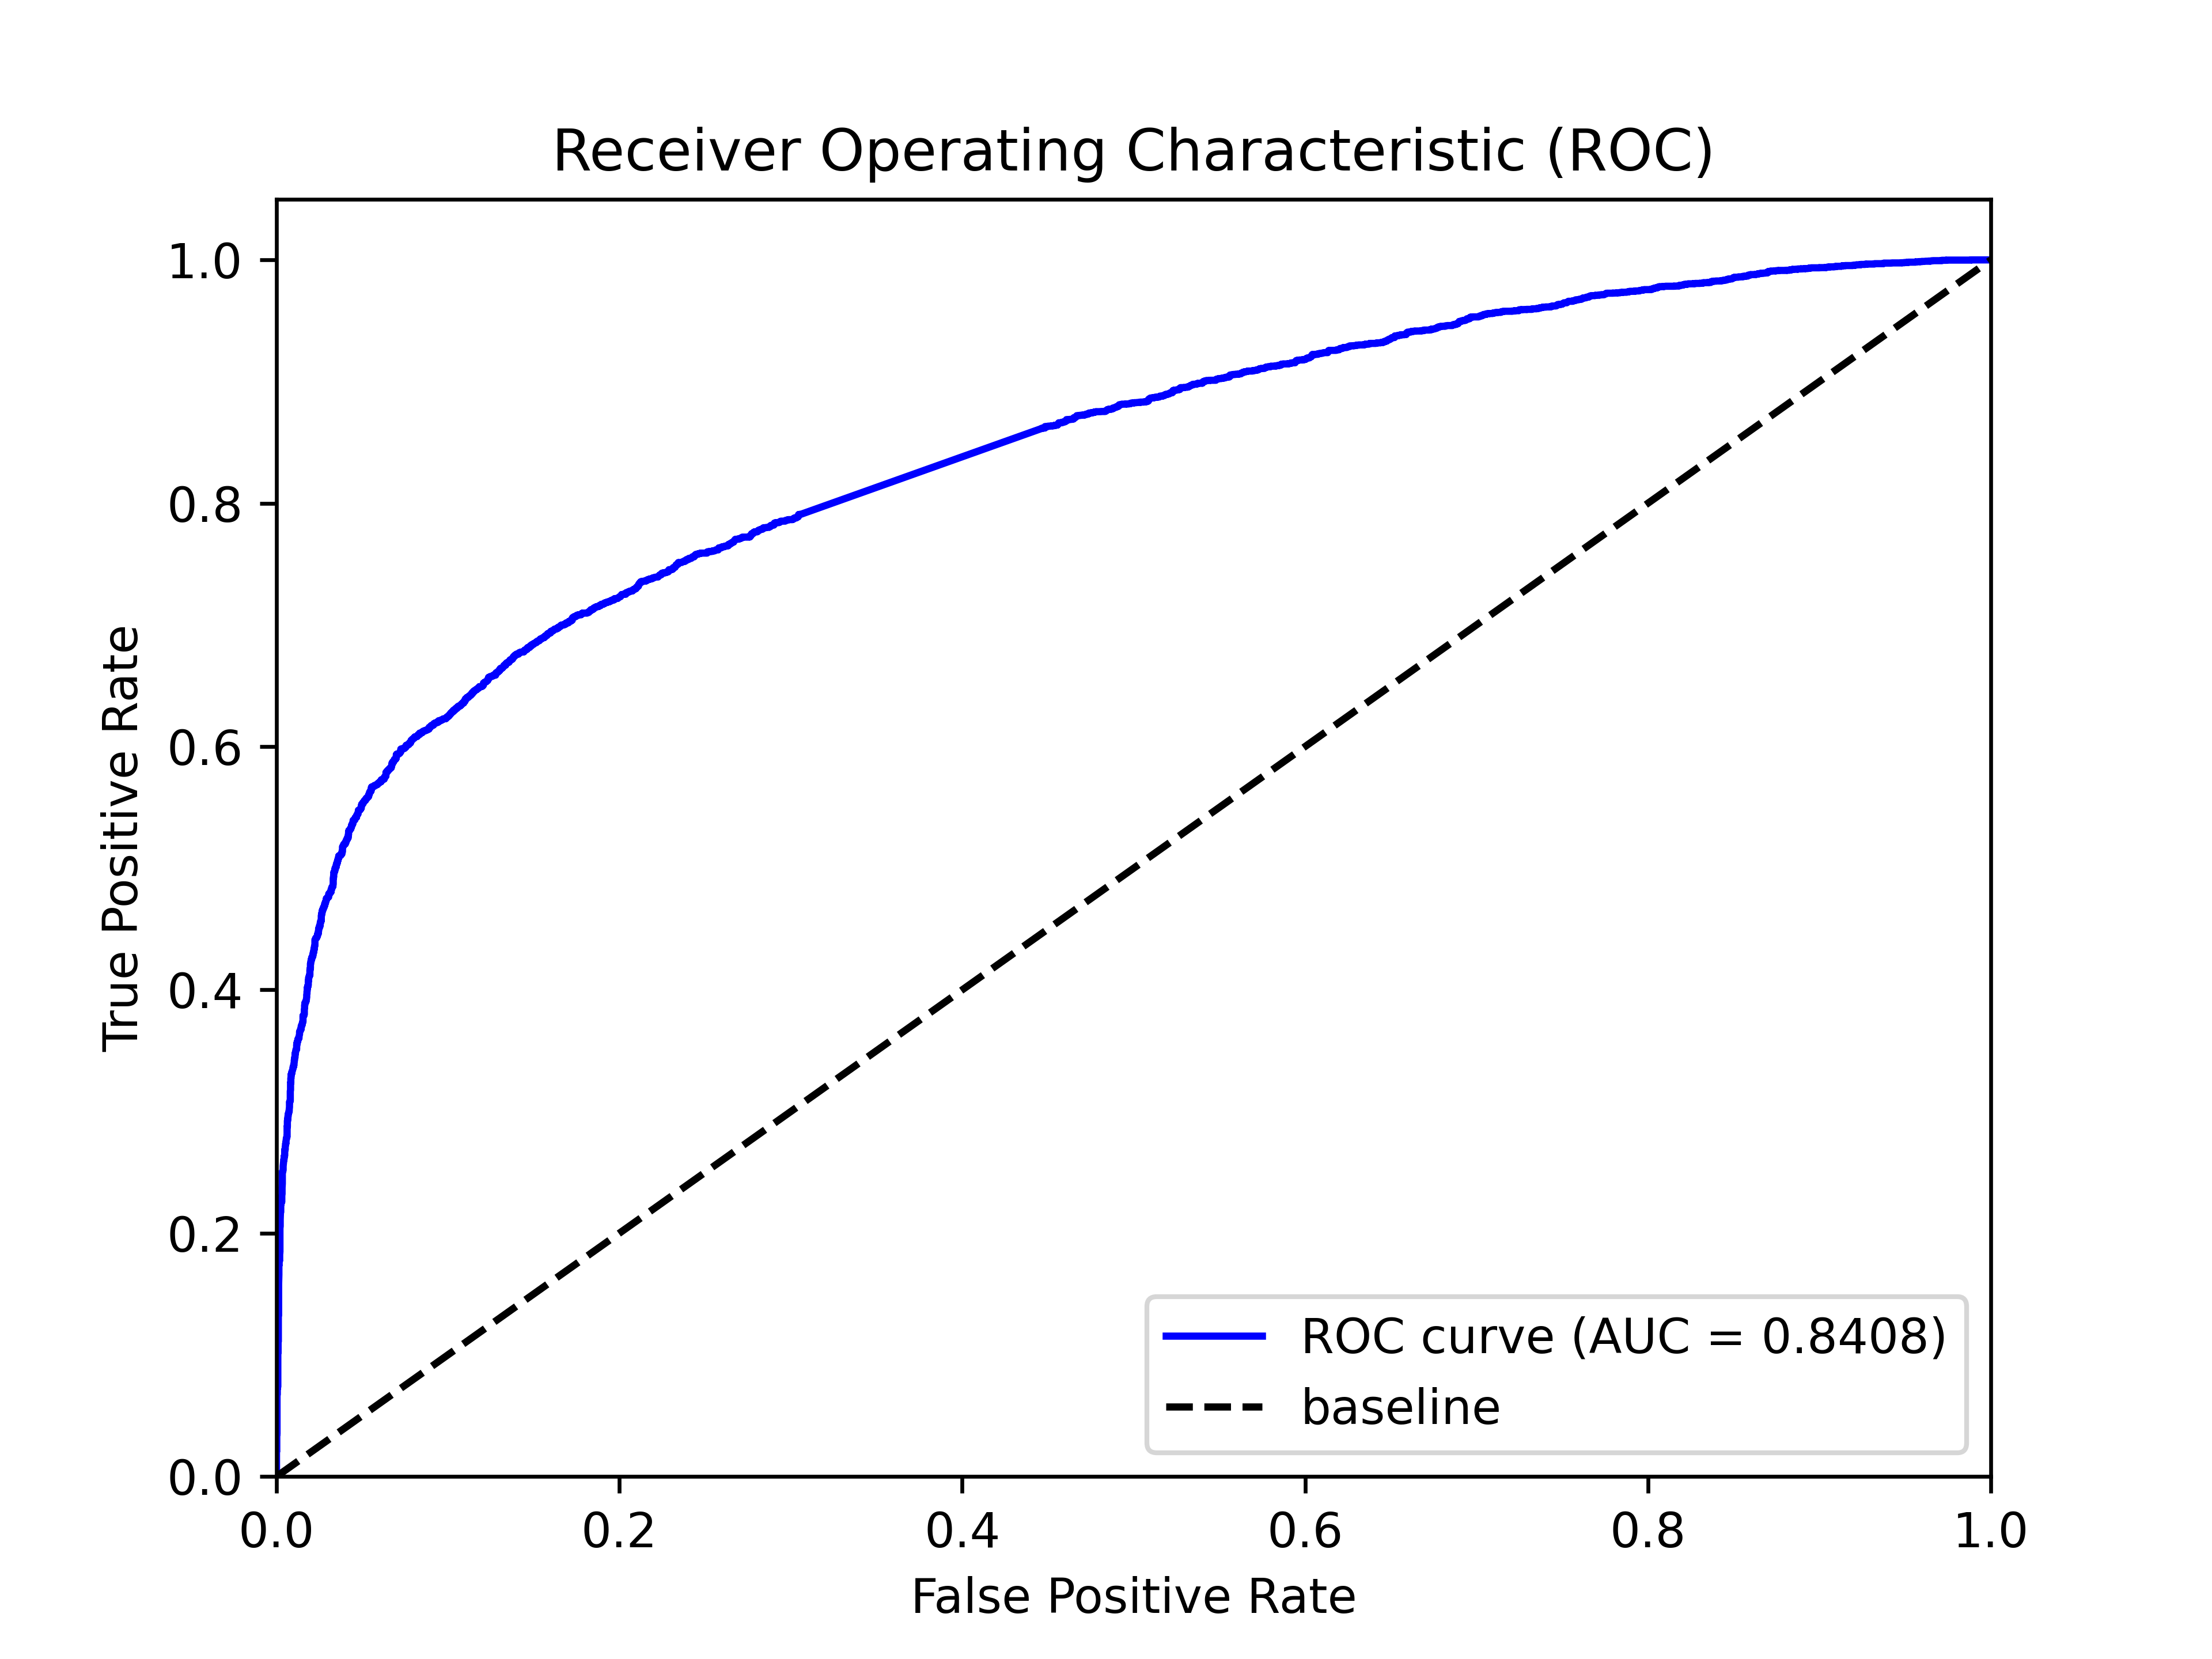 Receiver Operating Characteristic (ROC)
1.0
0.8
0.6
0.4
0.2
0.0
True Positive Rate
ROC curve (AUC = 0.8408)
baseline
0.0 0.2 0.4 0.6 0.8 1.0
False Positive Rate